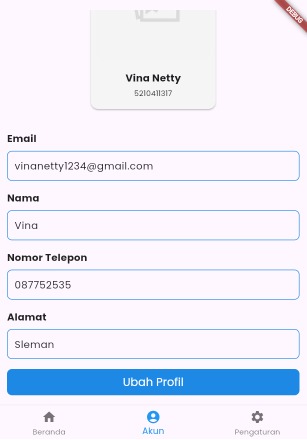 DEBUG
Vina Netty
5210411317
Email
vinanetty1234@gmail.com
Nama
Vina
Nomor Telepon
087752535
Alamat
Sleman
Ubah Profil
Beranda
Akun
Pengaturan